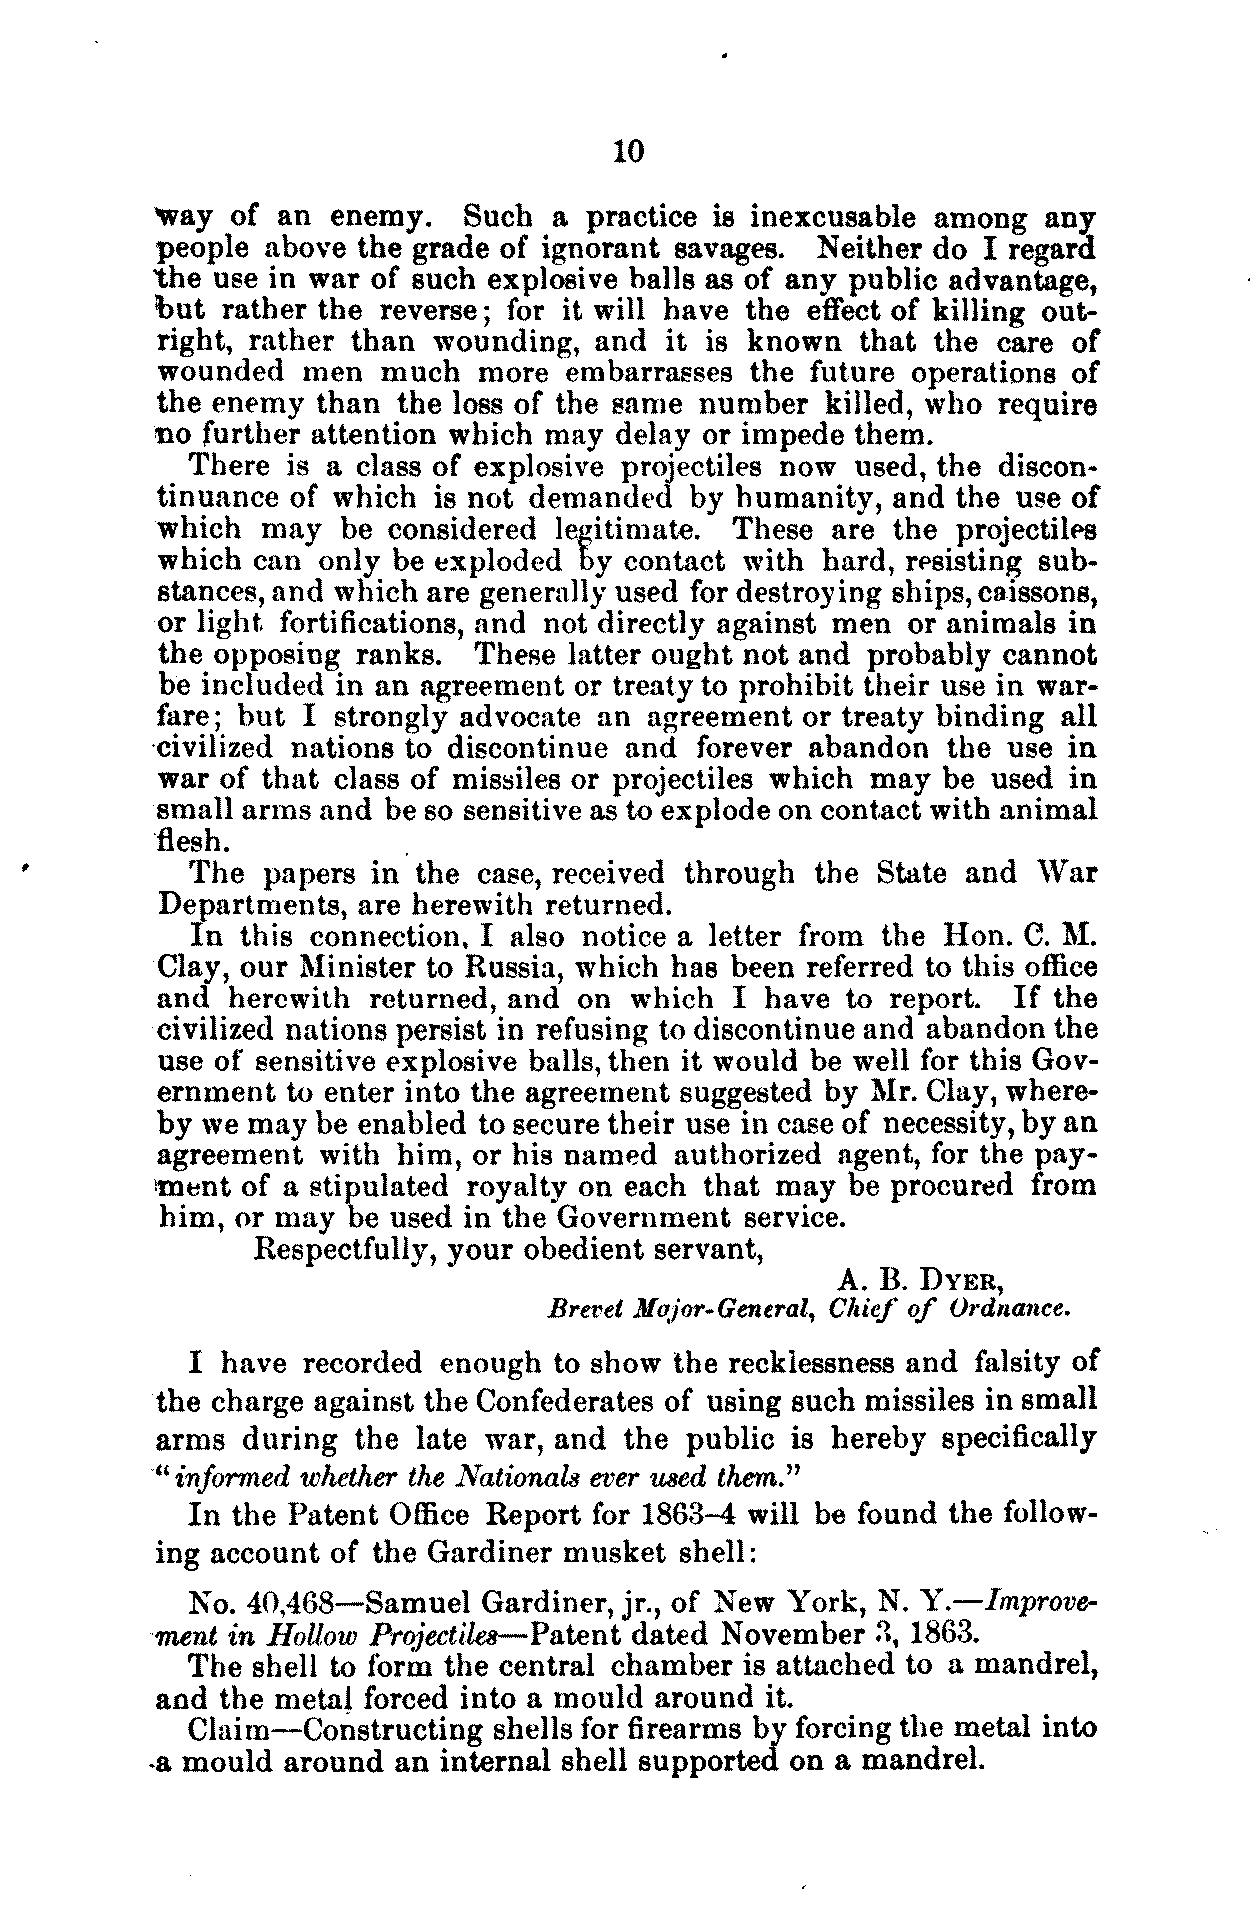 10
way of an enemy. Such a practice is inexcusable among any
people above the grade of ignorant savages. Neither do I regard
the use in war of such explosive balls as of any public advantage,
but rather the reverse; for it will have the effect of killing out-
right, rather than wounding, and it is known that the care of
wounded men much more embarrasses the future operations of
the enemy than the loss of the same number killed, who require
no further attention which may delay or impede them.
There is a class of explosive projectiles now used, the discon-
tinuance of which is not demanded by humanity, and the use of
which may be considered legitimate. These are the projectiles
which can only be exploded by contact with hard, resisting sub-
stances, and which are generally used for destroying ships, caissons,
or light fortifications, and not directly against men or animals in
the opposing ranks. These latter ought not and probably cannot
be included in an agreement or treaty to prohibit their use in war-
fare; but I strongly advocate an agreement or treaty binding all
civilized nations to discontinue and forever abandon the use in
war of that class of missiles or projectiles which may be used in
small arms and be so sensitive as to explode on contact with animal
flesh.
The papers in the case, received through the State and War
Departments, are herewith returned.
In this connection, I also notice a letter from the Hon. C. M.
Clay, our Minister to Russia, which has been referred to this office
and herewith returned, and on which I have to report. If the
civilized nations persist in refusing to discontinue and abandon the
use of sensitive explosive balls, then it would be well for this Gov-
ernment to enter into the agreement suggested by Mr. Clay, where-
by we may be enabled to secure their use in case of necessity, by an
agreement with him, or his named authorized agent, for the pay-
ment of a stipulated royalty on each that may be procured from
him, or may be used in the Government service.
Respectfully, your obedient servant,
A. B. DYER,
Brevet Major-General, Chief of Ordnance.
I have recorded enough to show the recklessness and falsity of
the charge against the Confederates of using such missiles in small
arms during the late war, and the public is hereby specifically
"informed whether the Nationals ever used them."
In the Patent Office Report for 1863–4 will be found the follow-
ing account of the Gardiner musket shell:
No. 40,468—Samuel Gardiner, jr., of New York, N. Y.—Improve-
ment in Hollow Projectiles—Patent dated November 3, 1863.
The shell to form the central chamber is attached to a mandrel,
and the metal forced into a mould around it.
Claim—Constructing shells for firearms by forcing the metal into
a mould around an internal shell supported on a mandrel.